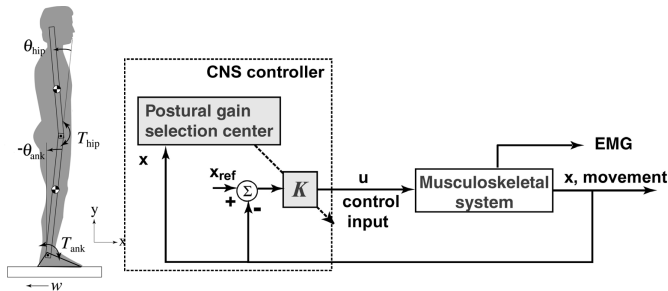 θhip
Thip
-θank
y
x
Tank
w
CNS controller
Postural gain
selection center
x
xref
+
Σ
-
K
u
control
input
Musculoskeletal
system
EMG
x, movement